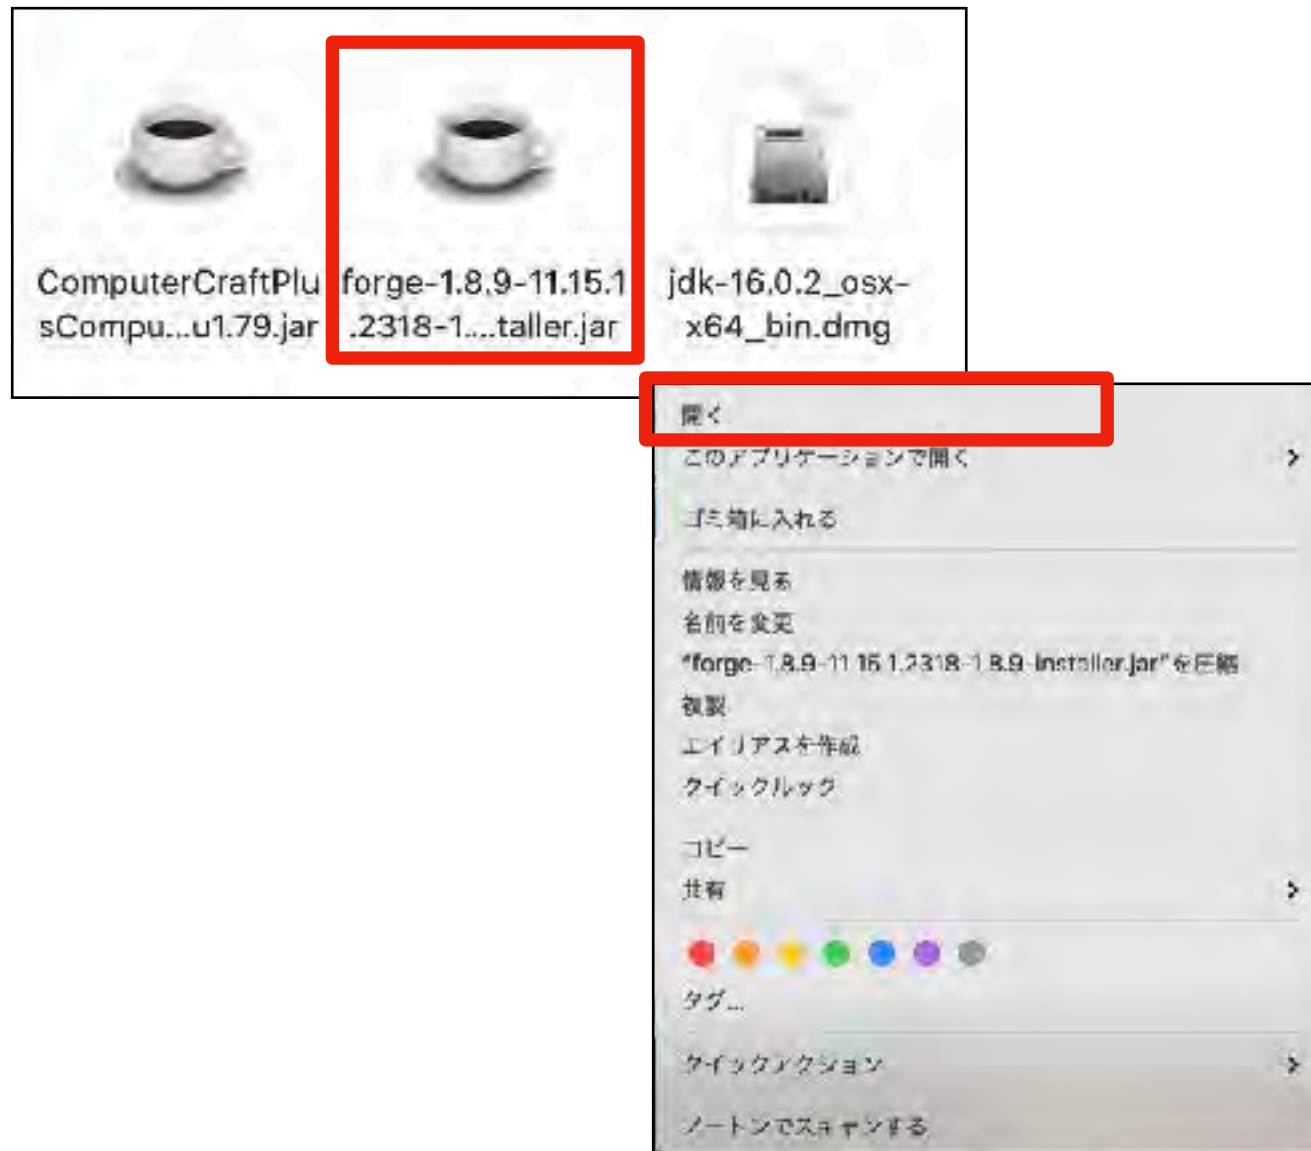 ComputerCraftPlu
sCompu...u1.79.jar
forge-1.8.9-11.15.1
.2318-1....taller.jar
jdk-16.0.2_osx-
x64_bin.dmg
開く
このアプリケーションで開く
ゴミ箱に入れる
情報を見る
名前を変更
"forge-1.8.9-11.15.1.2318-1.8.9-installer.jar"を圧縮
複製
エイリアスを作成
クイックルック
コピー
共有
タグ...
クイックアクション
ノートンでスキャンする